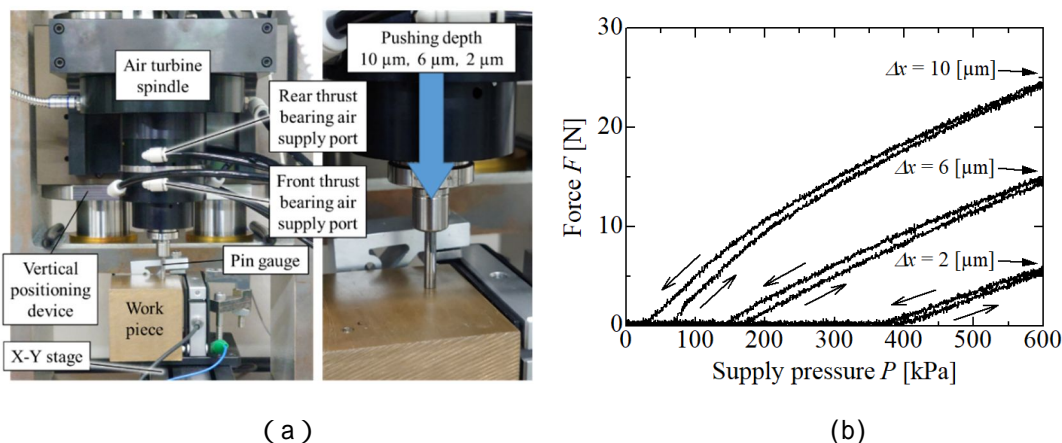 Air turbine
spindle
Rear thrust
bearing air
supply port
Front thrust
bearing air
supply port
Vertical
positioning
device
Pin gauge
Work
piece
X-Y stage
Pushing depth
10 µm, 6 µm, 2 µm
(a)
Force F [N]
30
20
10
0
0 100 200 300 400 500 600
Supply pressure P [kPa]
Δx = 10 [µm]
Δx = 6 [µm]
Δx = 2 [µm]
(b)